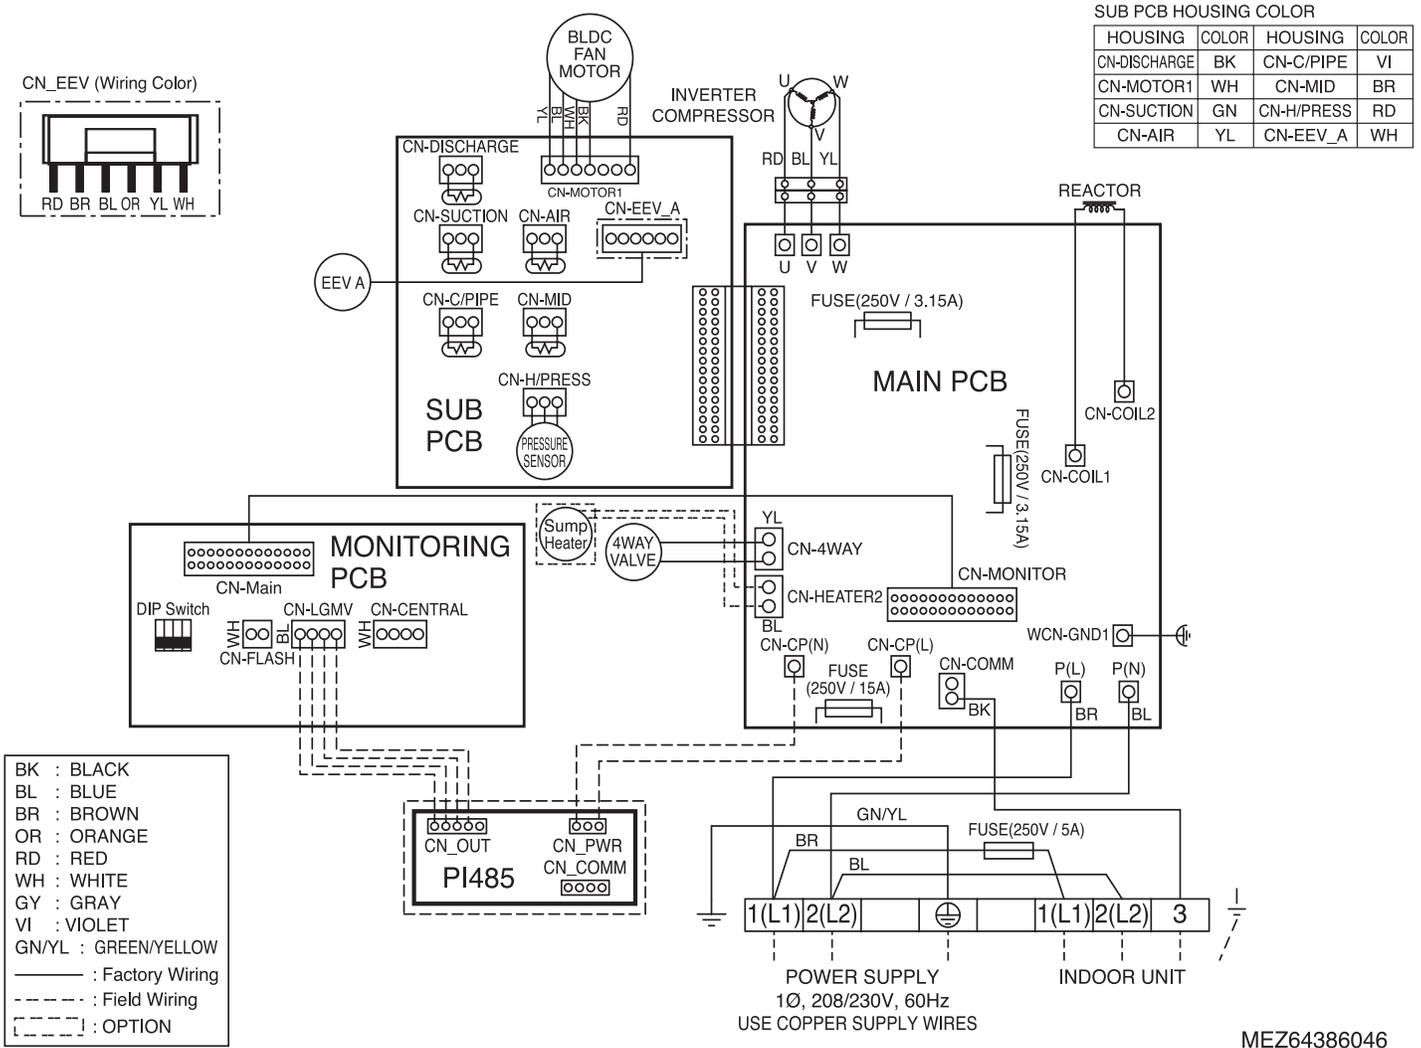 SUB PCB HOUSING COLOR
HOUSING COLOR HOUSING COLOR
CN-DISCHARGE BK CN-C/PIPE VI
CN-MOTOR1 WH CN-MID BR
CN-SUCTION GN CN-H/PRESS RD
CN-AIR YL CN-EEV_A WH
CN_EEV (Wiring Color)
RD BR BL OR YL WH
BLDC
FAN
MOTOR
YL BL WH BK RD
INVERTER
COMPRESSOR
U W
V
RD BL YL
REACTOR
CN-DISCHARGE
CN-MOTOR1
CN-SUCTION CN-AIR CN-EEV_A
EEV A
CN-C/PIPE CN-MID
CN-H/PRESS
SUB
PCB
PRESSURE
SENSOR
U V W
FUSE(250V / 3.15A)
MAIN PCB
CN-COIL2
CN-COIL1
FUSE(250V / 3.15A)
Sump
Heater
4WAY
VALVE
YL
CN-4WAY
CN-HEATER2
BL
CN-MONITOR
WCN-GND1
CN-CP(N) CN-CP(L) CN-COMM
FUSE
(250V / 15A)
BK
P(L) P(N)
BR BL
MONITORING
PCB
CN-Main
DIP Switch
CN-LGMV CN-CENTRAL
WH BL WH
CN-FLASH
BK : BLACK
BL : BLUE
BR : BROWN
OR : ORANGE
RD : RED
WH : WHITE
GY : GRAY
VI : VIOLET
GN/YL : GREEN/YELLOW
: Factory Wiring
: Field Wiring
: OPTION
CN_OUT CN_PWR
CN_COMM
PI485
GN/YL
FUSE(250V / 5A)
BR
BL
1(L1) 2(L2) 1(L1) 2(L2) 3
POWER SUPPLY
1Ø, 208/230V, 60Hz
USE COPPER SUPPLY WIRES
INDOOR UNIT
MEZ64386046